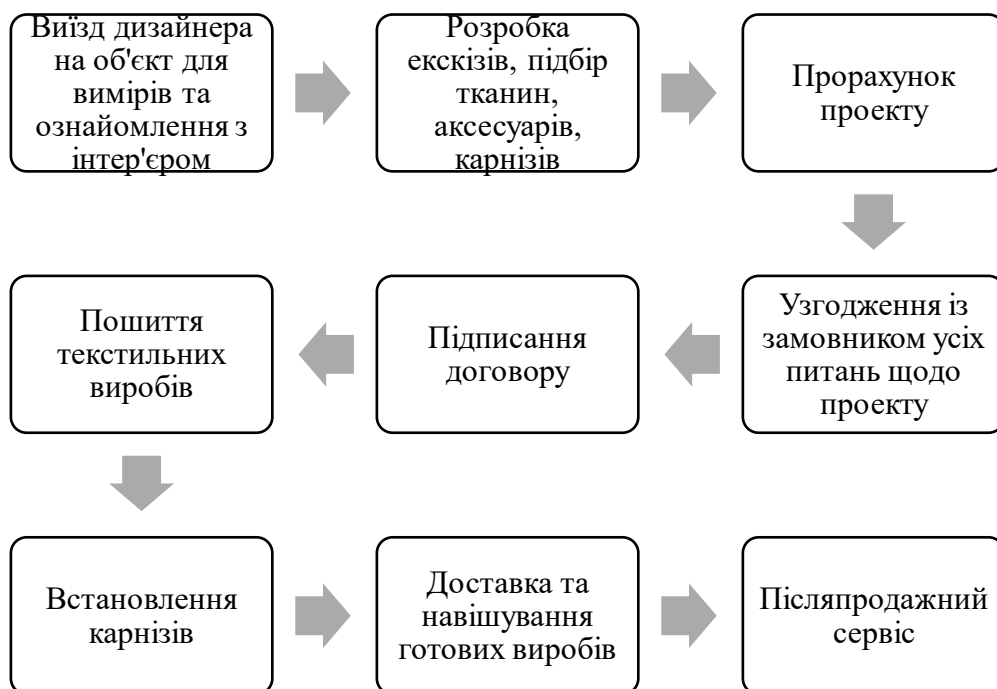 Виїзд дизайнера
на об'єкт для
вимірів та
ознайомлення з
інтер'єром
Розробка
ескізів, підбір
тканин,
аксесуарів,
карнізів
Прорахунок
проекту
Узгодження із
замовником усіх
питань щодо
проекту
Підписання
договору
Пошиття
текстильних
виробів
Встановлення
карнізів
Доставка та
навішування
готових виробів
Післяпродажний
сервіс